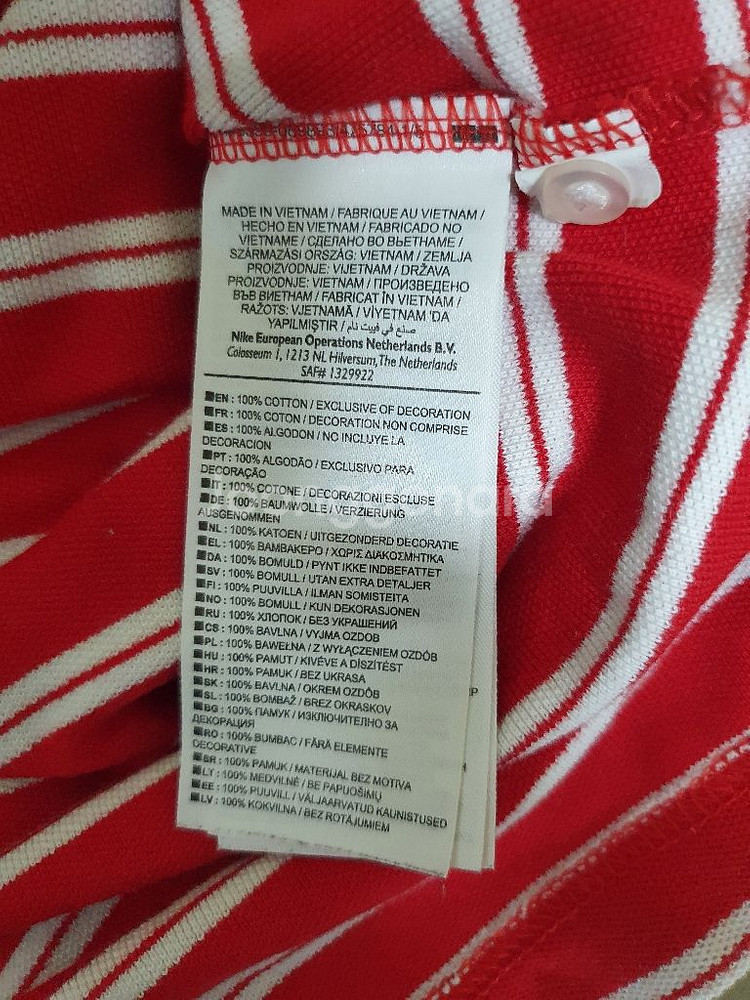 MADE IN VIETNAM / FABRIQUE AU VIETNAM /
HECHO EN VIETNAM / FABRICADO NO
VIETNAME / СДЕЛАНО ВО ВЬЕТНАМЕ /
SZÁRMAZÁSI ORSZÁG: VIETNAM / ZEMLJA
PROIZVODNJE: VIJETNAM / DRŽAVA
PROIZVODNJE: VIETNAM / ПРОИЗВЕДЕНО
ВЪВ ВИЕТНАМ / FABRICAT ÎN VIETNAM /
RAŽOTS: VJETNAMĀ / VİYETNAM 'DA
YAPILMIŞTIR / صنع في فييت نام
Nike European Operations Netherlands B.V.
Colosseum 1, 1213 NL Hilversum, The Netherlands
SAF# 1329922
EN : 100% COTTON / EXCLUSIVE OF DECORATION
FR : 100% COTON / DECORATION NON COMPRISE
ES : 100% ALGODON / NO INCLUYE LA
DECORACION
PT : 100% ALGODÃO / EXCLUSIVO PARA
DECORAÇÃO
IT : 100% COTONE / DECORAZIONI ESCLUSE
DE : 100% BAUMWOLLE / VERZIERUNG
AUSGENOMMEN
NL : 100% KATOEN / UITGEZONDERD DECORATIE
EL : 100% ΒΑΜΒΑΚΕΡΟ / ΧΩΡΙΣ ΔΙΑΚΟΣΜΗΤΙΚΑ
DA : 100% BOMULD / PYNT IKKE INDBEFATTET
SV : 100% BOMULL / UTAN EXTRA DETALJER
FI : 100% PUUVILLA / ILMAN SOMISTEITA
NO : 100% BOMULL / KUN DEKORASJONEN
RU : 100% ХЛОПОК / БЕЗ УКРАШЕНИЙ
CS : 100% BAVLNA / VYJMA OZDOB
PL : 100% BAWEŁNA / Z WYŁĄCZENIEM OZDÓB
HU : 100% PAMUT / KIVÉVE A DÍSZÍTÉST
HR : 100% PAMUK / BEZ UKRASA
SK : 100% BAVLNA / OKREM OZDÔB
SL : 100% BOMBAŽ / BREZ OKRASKOV
BG : 100% ПАМУК / ИЗКЛЮЧИТЕЛНО ЗА
ДЕКОРАЦИЯ
RO : 100% BUMBAC / FĂRĂ ELEMENTE
DECORATIVE
SR : 100% PAMUK / MATERIJAL BEZ MOTIVA
LT : 100% MEDVILNĖ / BE PAPUOŠIMŲ
EE : 100% PUUVILL / VÄLJAARVATUD KAUNISTUSED
LV : 100% KOKVILNA / BEZ ROTĀJUMIEM